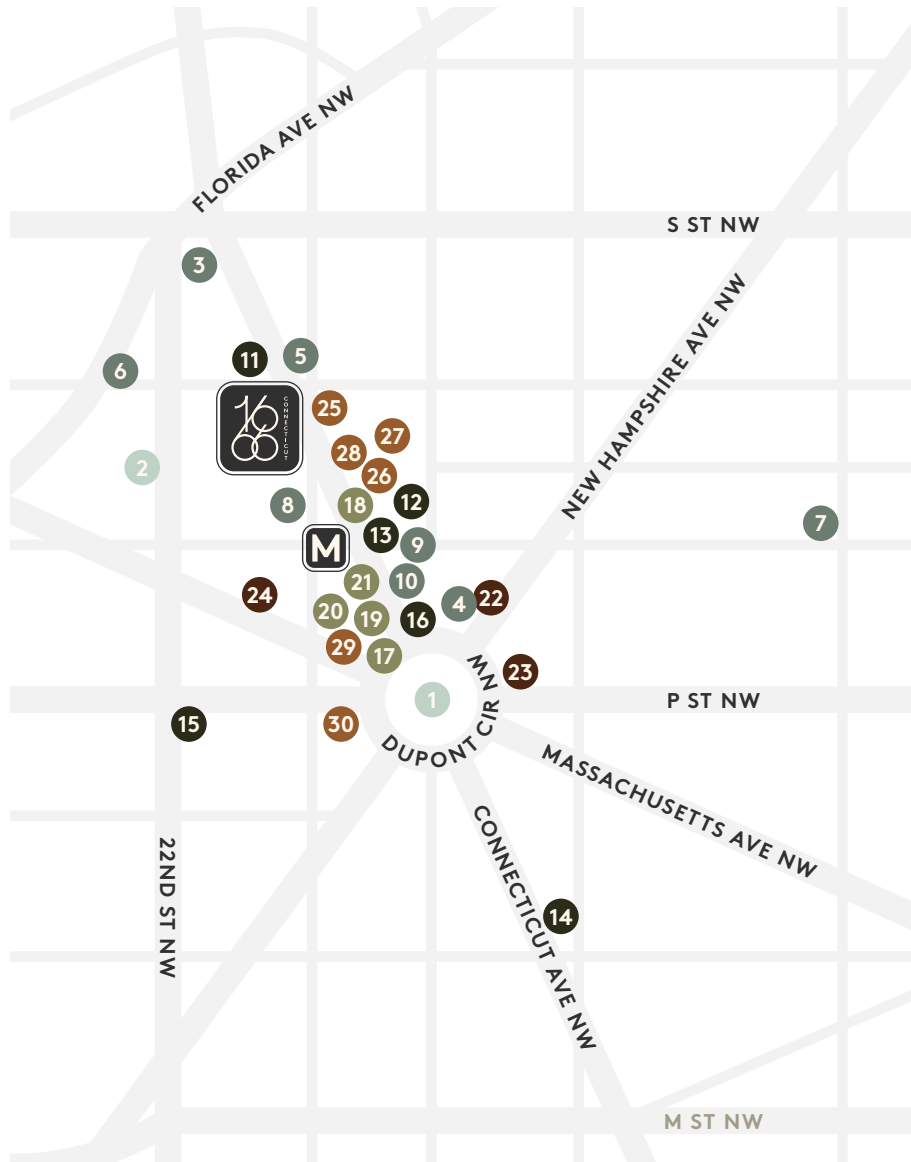 FLORIDA AVE NW
S ST NW
3
NEW HAMPSHIRE AVE NW
11
5
6
1666
CONNECTICUT
25
27
28
2
26
18
12
8
7
13
9
M
21
10
24
22
4
20
19
16
29
17
23
1
P ST NW
15
30
DUPONT CIR NW
MASSACHUSETTS AVE NW
CONNECTICUT AVE NW
22ND ST NW
14
M ST NW